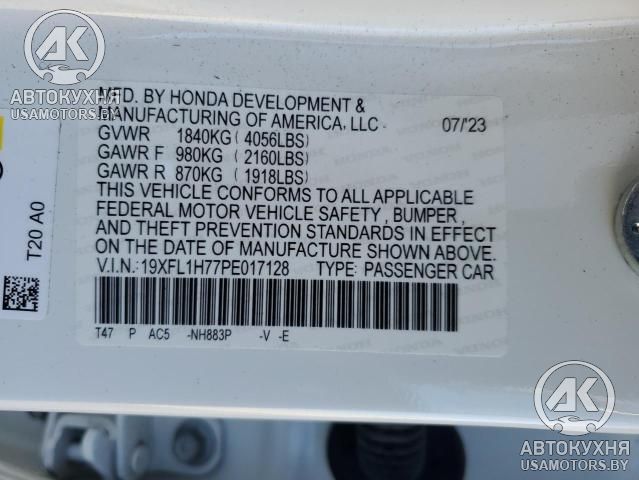 AK
АВТОКУХНЯ
USAMOTORS.BY
MFD. BY HONDA DEVELOPMENT &
MANUFACTURING OF AMERICA, LLC 07/'23
GVWR 1840KG (4056LBS)
GAWR F 980KG (2160LBS)
GAWR R 870KG (1918LBS)
THIS VEHICLE CONFORMS TO ALL APPLICABLE
FEDERAL MOTOR VEHICLE SAFETY, BUMPER,
AND THEFT PREVENTION STANDARDS IN EFFECT
ON THE DATE OF MANUFACTURE SHOWN ABOVE.
V.I.N.:19XFL1H77PE017128 TYPE: PASSENGER CAR
T47 P AC5 -NH883P -V -E
T20 A0
AK
АВТОКУХНЯ
USAMOTORS.BY